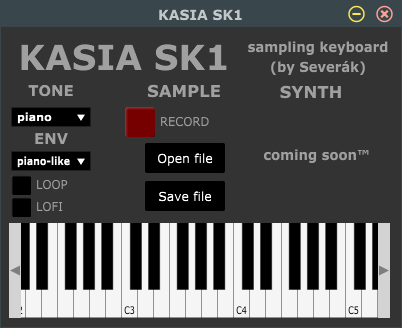 KASIA SK1
KASIA SK1
sampling keyboard
(by Severák)
TONE
SAMPLE
SYNTH
piano
RECORD
ENV
piano-like
Open file
coming soon™
LOOP
Save file
LOFI
C3
C4
C5